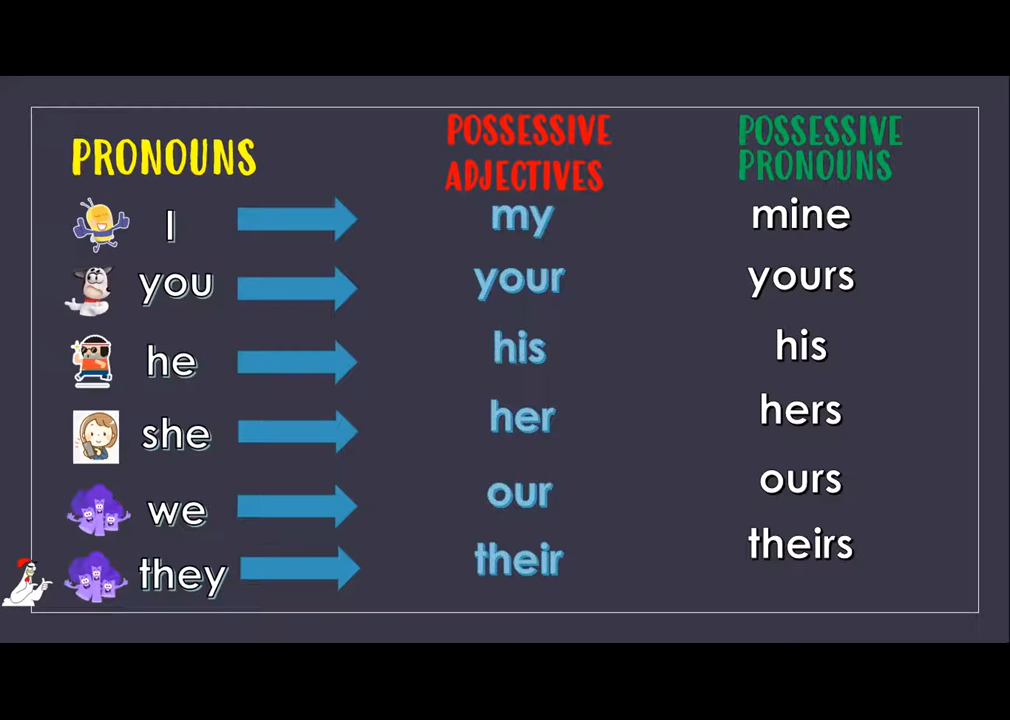 PRONOUNS
POSSESSIVE
ADJECTIVES
POSSESSIVE
PRONOUNS
I my mine
you your yours
he his his
she her hers
we our ours
they their theirs